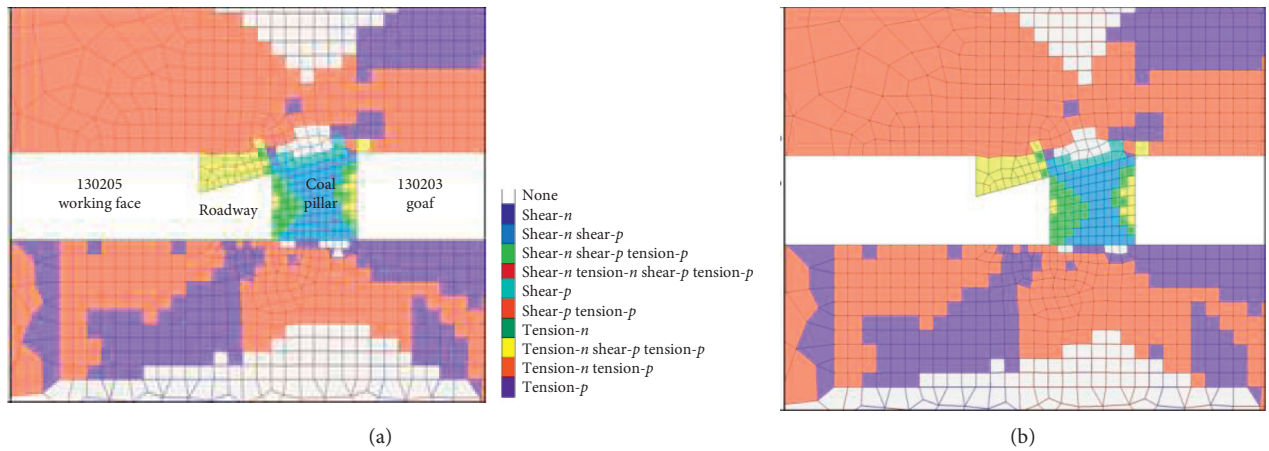 130205
working face
Roadway
Coal
pillar
130203
goaf
None
Shear-n
Shear-n shear-p
Shear-n shear-p tension-p
Shear-n tension-n shear-p tension-p
Shear-p
Shear-p tension-p
Tension-n
Tension-n shear-p tension-p
Tension-n tension-p
Tension-p
(a)
(b)